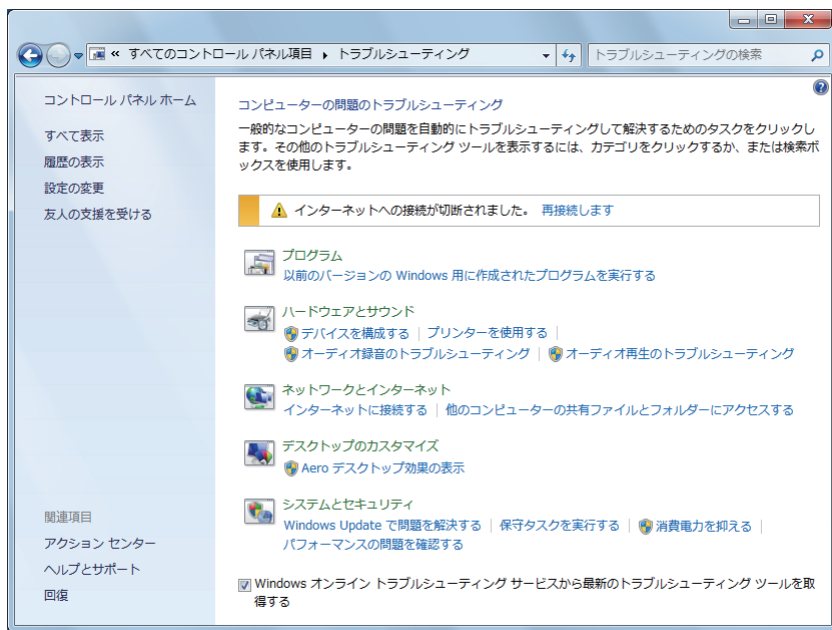 « すべてのコントロール パネル項目 ▸ トラブルシューティング
トラブルシューティングの検索
コントロール パネル ホーム
すべて表示
履歴の表示
設定の変更
友人の支援を受ける
コンピューターの問題のトラブルシューティング
一般的なコンピューターの問題を自動的にトラブルシューティングして解決するためのタスクをクリックし
ます。その他のトラブルシューティング ツールを表示するには、カテゴリをクリックするか、または検索ボ
ックスを使用します。
インターネットへの接続が切断されました。 再接続します
プログラム
以前のバージョンの Windows 用に作成されたプログラムを実行する
ハードウェアとサウンド
デバイスを構成する | プリンターを使用する |
オーディオ録音のトラブルシューティング | オーディオ再生のトラブルシューティング
ネットワークとインターネット
インターネットに接続する | 他のコンピューターの共有ファイルとフォルダーにアクセスする
デスクトップのカスタマイズ
Aero デスクトップ効果の表示
システムとセキュリティ
Windows Update で問題を解決する | 保守タスクを実行する | 消費電力を抑える |
パフォーマンスの問題を確認する
Windows オンライン トラブルシューティング サービスから最新のトラブルシューティング ツールを取
得する
関連項目
アクション センター
ヘルプとサポート
回復